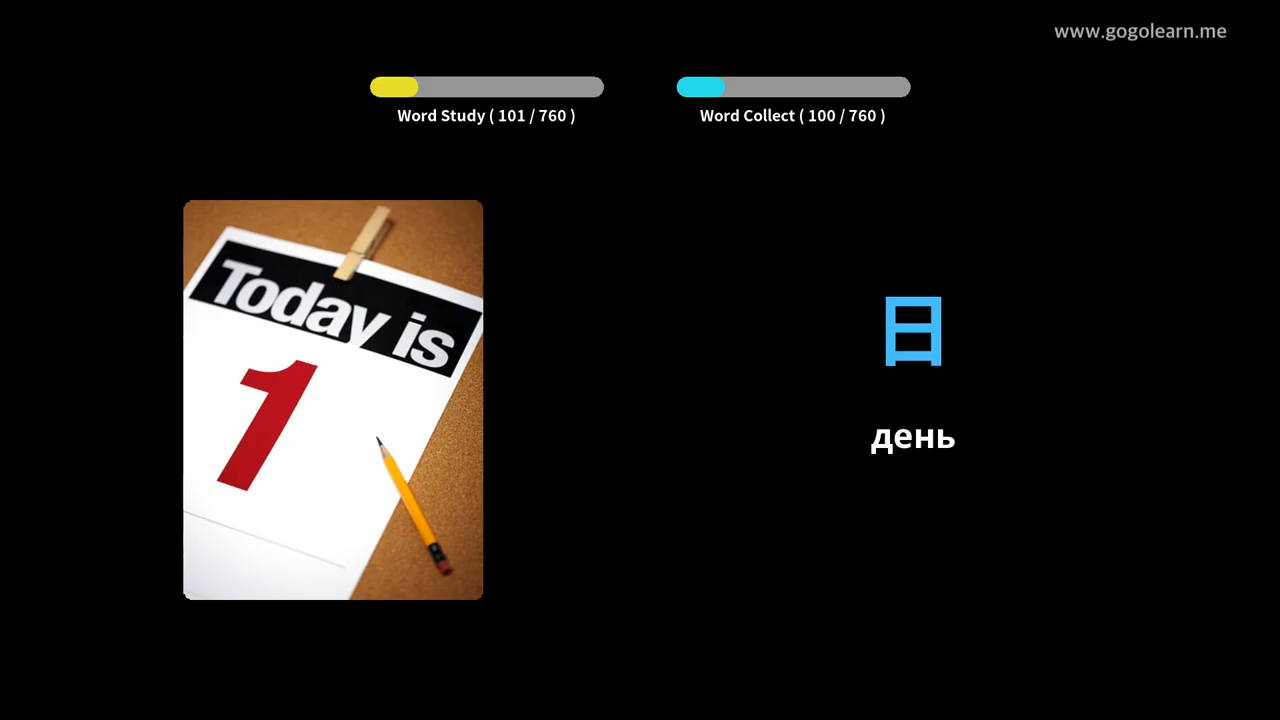 www.gogolearn.me
Word Study ( 101 / 760 )
Word Collect ( 100 / 760 )
Today is
1
日
день